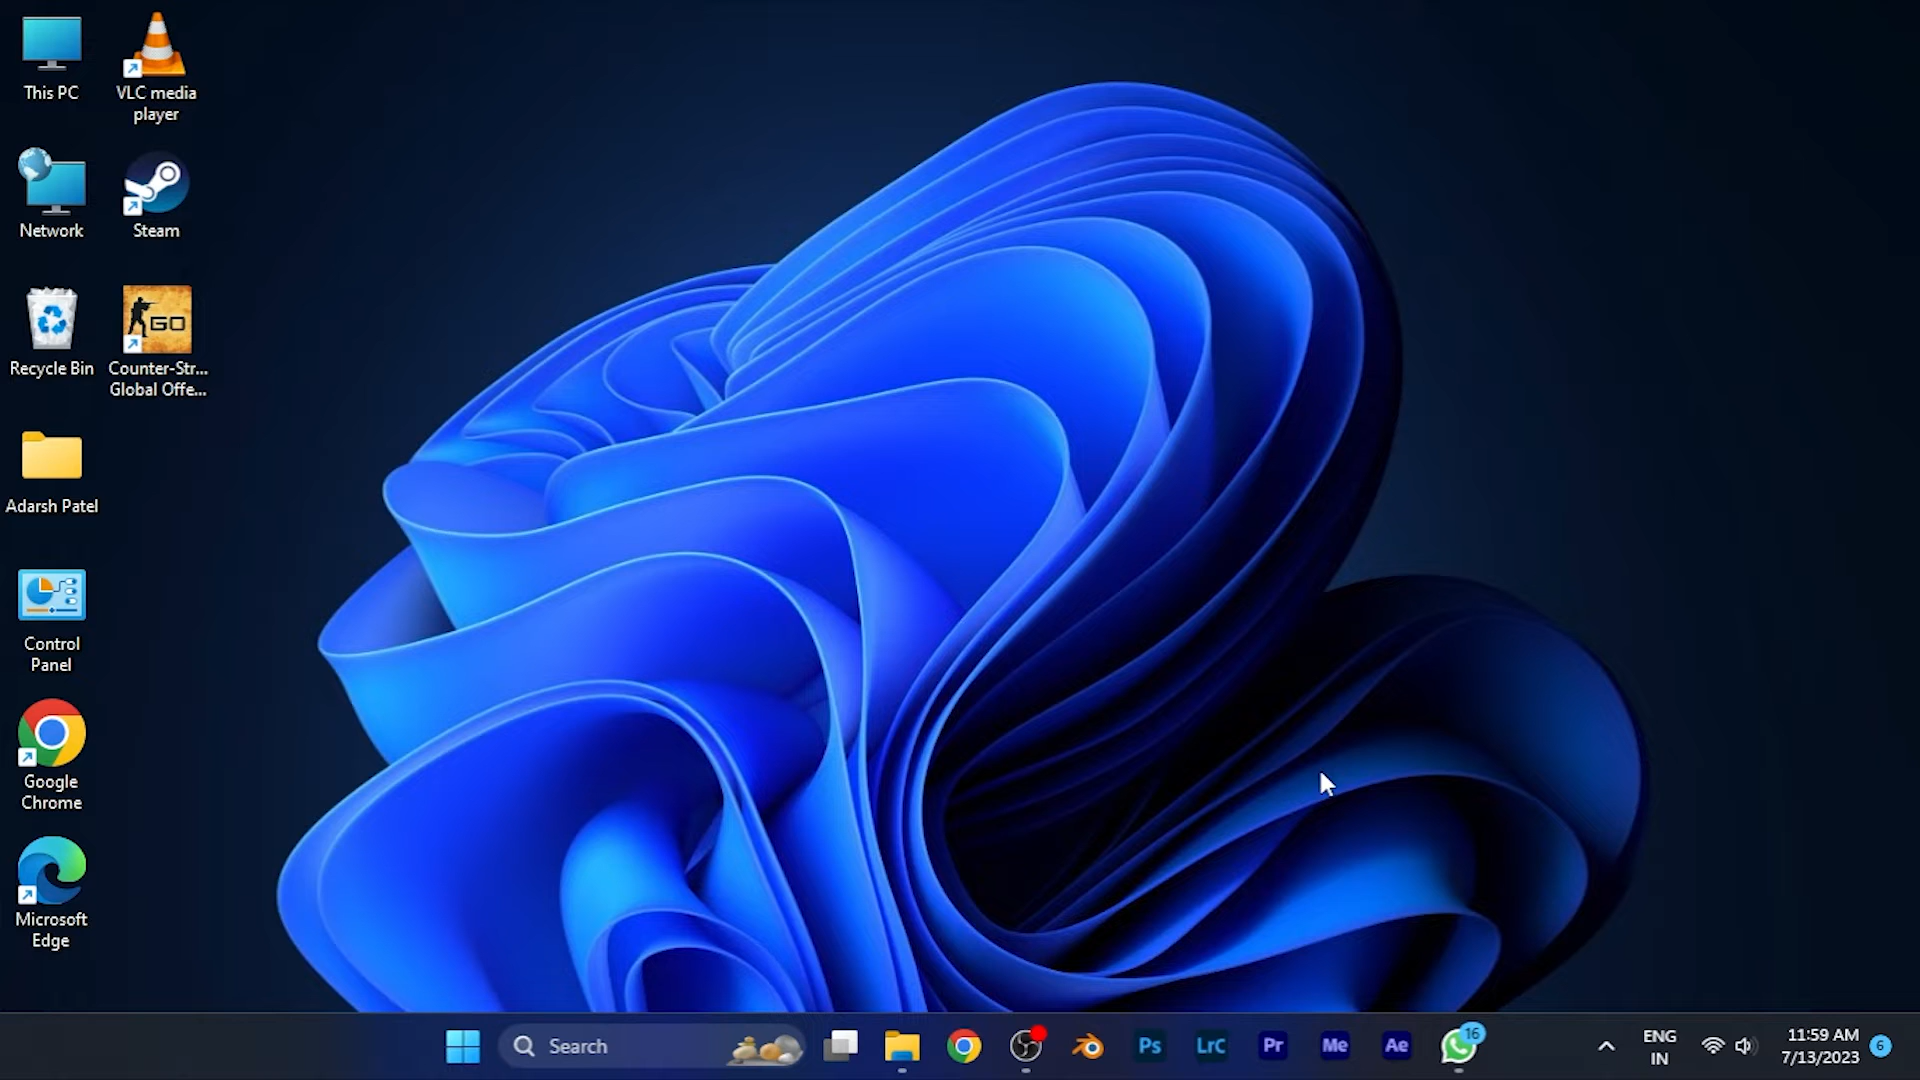 This PC
VLC media
player
Network
Steam
GO
Recycle Bin
Counter-Str...
Global Offe...
Adarsh Patel
Control
Panel
Google
Chrome
Microsoft
Edge
Search
Ps
LrC
Pr
Me
Ae
16
ENG
IN
11:59 AM
7/13/2023
6